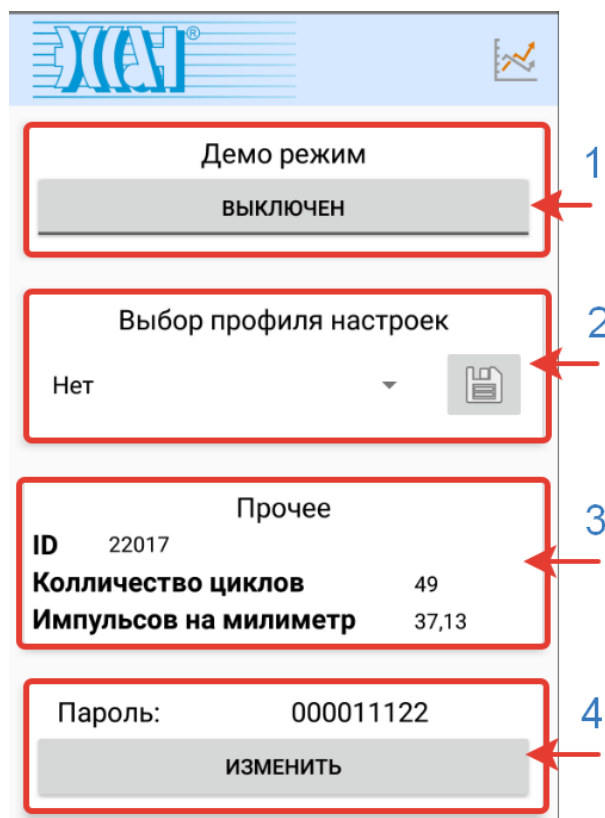 ЭКАН®
Демо режим
1
ВЫКЛЮЧЕН
Выбор профиля настроек
2
Нет
Прочее
ID 22017
3
Колличество циклов 49
Импульсов на милиметр 37,13
Пароль: 000011122
4
ИЗМЕНИТЬ